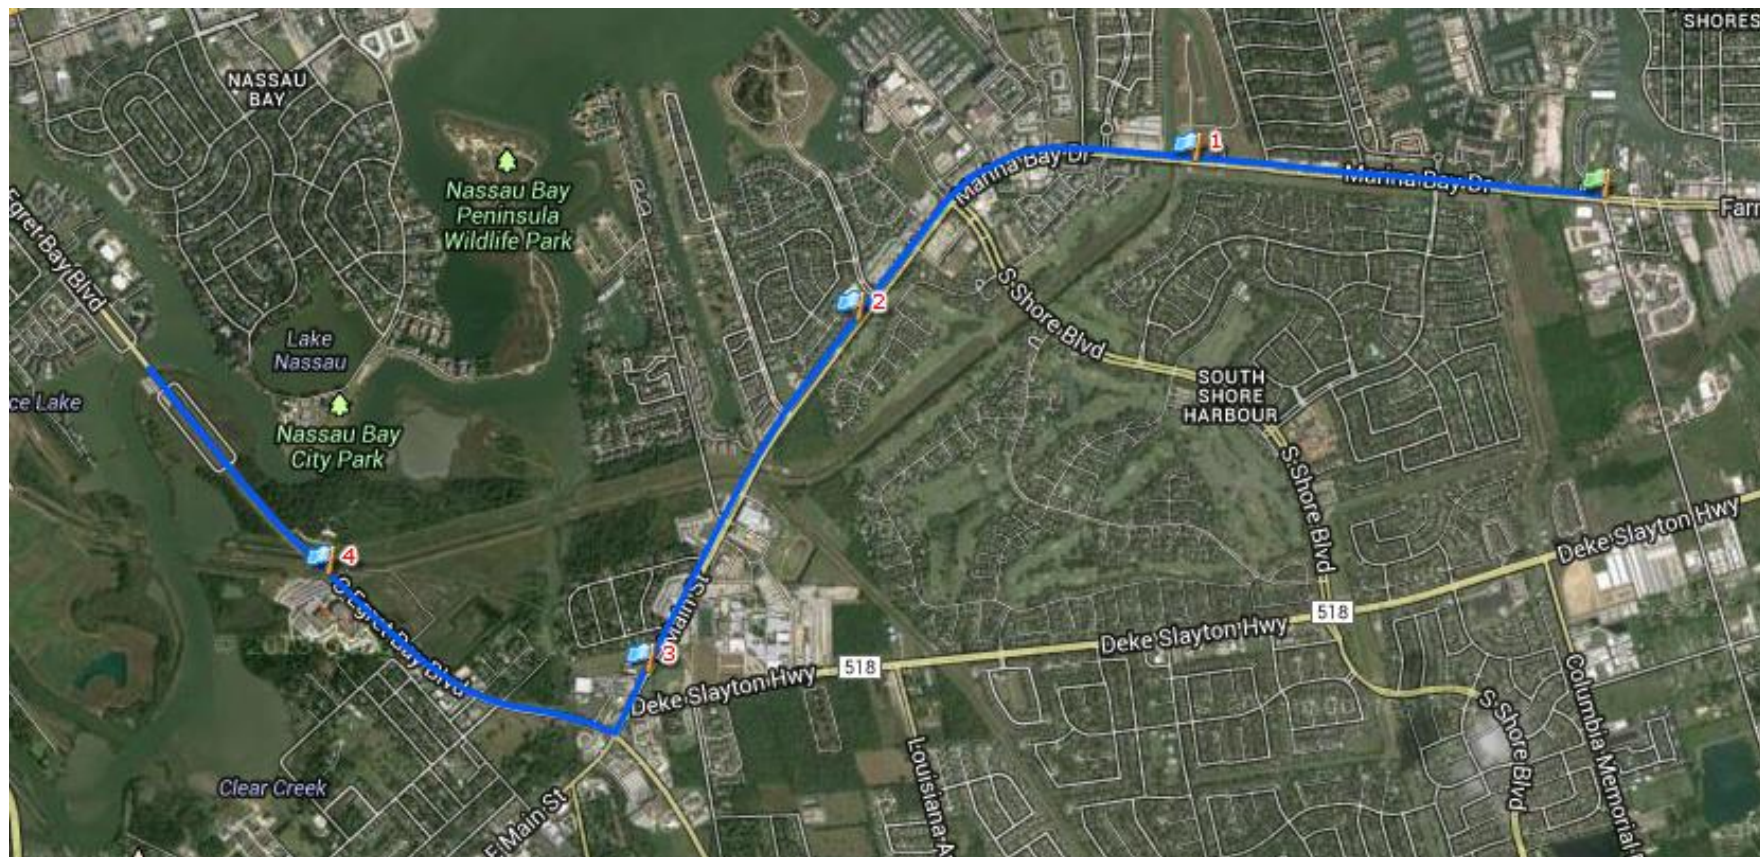 SHORES
NASSAU
BAY
1
Marina Bay Dr
Marina Bay Dr
Nassau Bay
Peninsula
Wildlife Park
Farr
Egret Bay Blvd
2
S Shore Blvd
Lake
Nassau
SOUTH
SHORE
HARBOUR
ce Lake
Nassau Bay
City Park
S Shore Blvd
Deke Slayton Hwy
4
S Egret Bay Blvd
Main St
518
Deke Slayton Hwy
3
518
Deke Slayton Hwy
S Shore Blvd
Columbia Memorial
Louisiana A
Clear Creek
E Main St